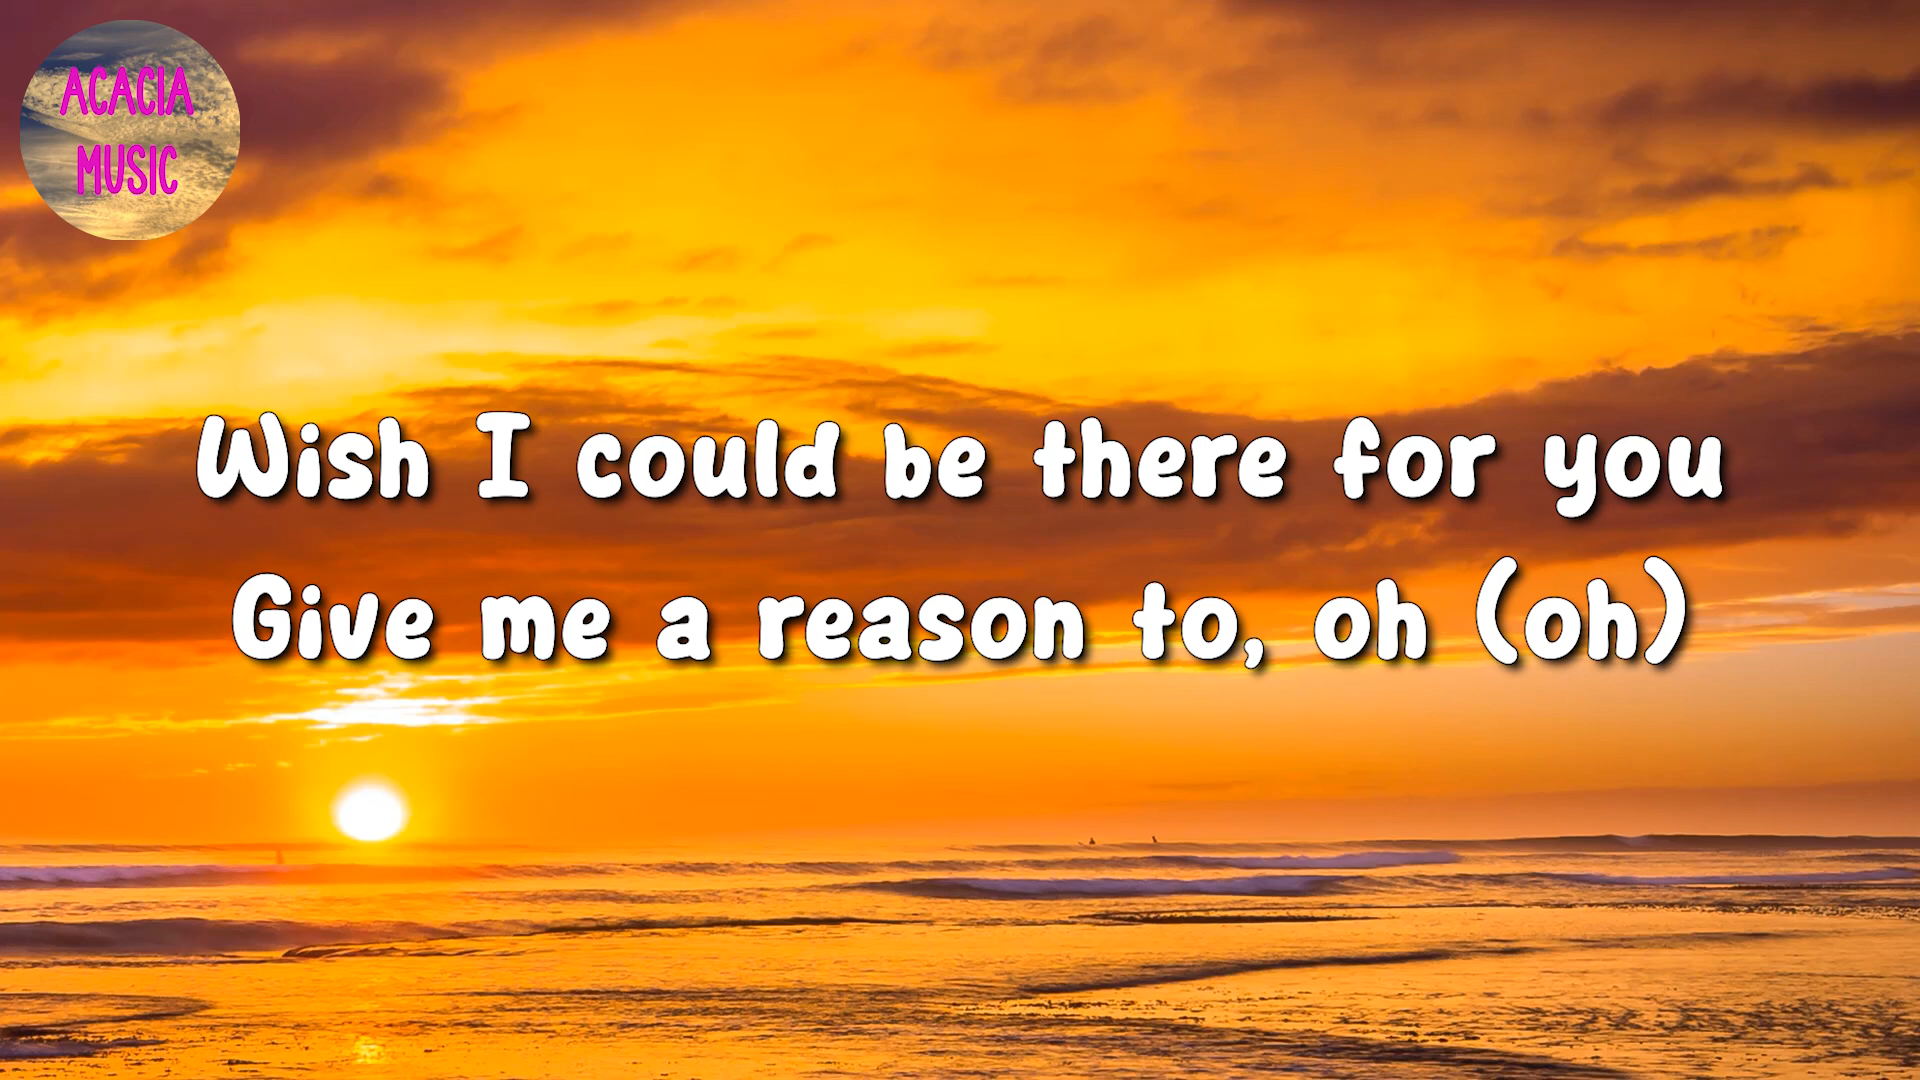 ACACIA
MUSIC
Wish I could be there for you
Give me a reason to, oh (oh)